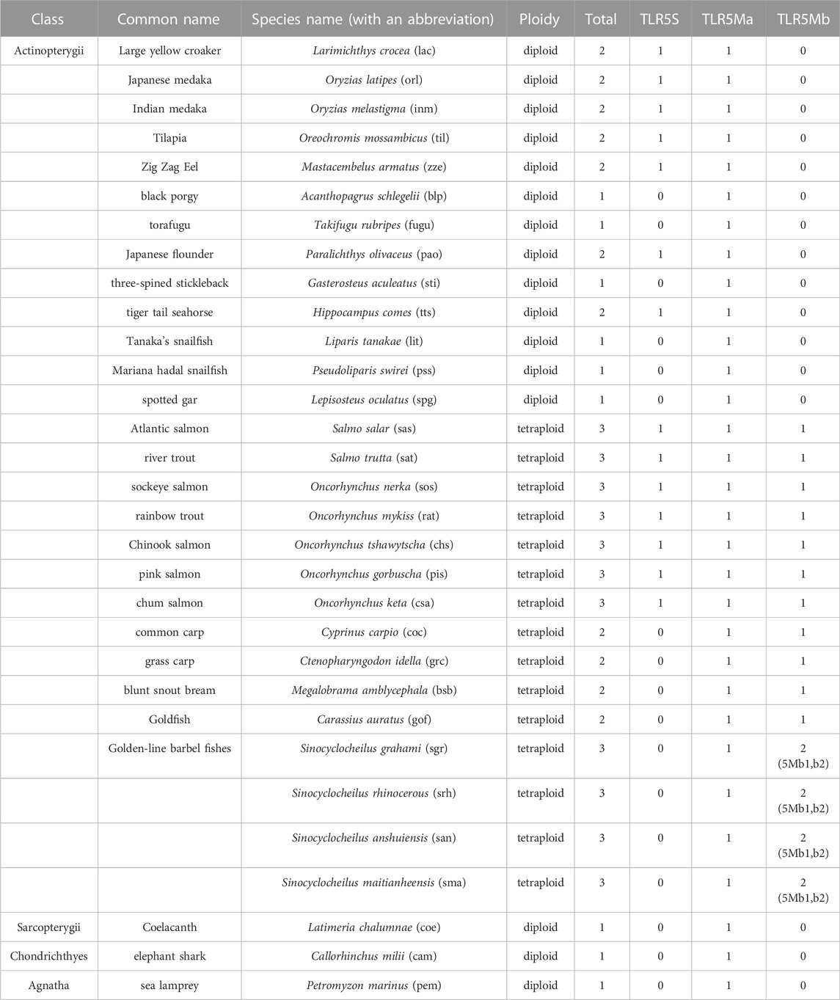 Class Common name Species name (with an abbreviation) Ploidy Total TLR5S TLR5Ma TLR5Mb
Actinopterygii Large yellow croaker Larimichthys crocea (lac) diploid 2 1 1 0
Japanese medaka Oryzias latipes (orl) diploid 2 1 1 0
Indian medaka Oryzias melastigma (inm) diploid 2 1 1 0
Tilapia Oreochromis mossambicus (til) diploid 2 1 1 0
Zig Zag Eel Mastacembelus armatus (zze) diploid 2 1 1 0
black porgy Acanthopagrus schlegelii (blp) diploid 1 0 1 0
torafugu Takifugu rubripes (fugu) diploid 1 0 1 0
Japanese flounder Paralichthys olivaceus (pao) diploid 2 1 1 0
three-spined stickleback Gasterosteus aculeatus (sti) diploid 1 0 1 0
tiger tail seahorse Hippocampus comes (tts) diploid 2 1 1 0
Tanaka’s snailfish Liparis tanakae (lit) diploid 1 0 1 0
Mariana hadal snailfish Pseudoliparis swirei (pss) diploid 1 0 1 0
spotted gar Lepisosteus oculatus (spg) diploid 1 0 1 0
Atlantic salmon Salmo salar (sas) tetraploid 3 1 1 1
river trout Salmo trutta (sat) tetraploid 3 1 1 1
sockeye salmon Oncorhynchus nerka (sos) tetraploid 3 1 1 1
rainbow trout Oncorhynchus mykiss (rat) tetraploid 3 1 1 1
Chinook salmon Oncorhynchus tshawytscha (chs) tetraploid 3 1 1 1
pink salmon Oncorhynchus gorbuscha (pis) tetraploid 3 1 1 1
chum salmon Oncorhynchus keta (csa) tetraploid 3 1 1 1
common carp Cyprinus carpio (coc) tetraploid 2 0 1 1
grass carp Ctenopharyngodon idella (grc) tetraploid 2 0 1 1
blunt snout bream Megalobrama amblycephala (bsb) tetraploid 2 0 1 1
Goldfish Carassius auratus (gof) tetraploid 2 0 1 1
Golden-line barbel fishes Sinocyclocheilus grahami (sgr) tetraploid 3 0 1 2
(5Mb1,b2)
Sinocyclocheilus rhinocerous (srh) tetraploid 3 0 1 2
(5Mb1,b2)
Sinocyclocheilus anshuiensis (san) tetraploid 3 0 1 2
(5Mb1,b2)
Sinocyclocheilus maitianheensis (sma) tetraploid 3 0 1 2
(5Mb1,b2)
Sarcopterygii Coelacanth Latimeria chalumnae (coe) diploid 1 0 1 0
Chondrichthyes elephant shark Callorhinchus milii (cam) diploid 1 0 1 0
Agnatha sea lamprey Petromyzon marinus (pem) diploid 1 0 1 0